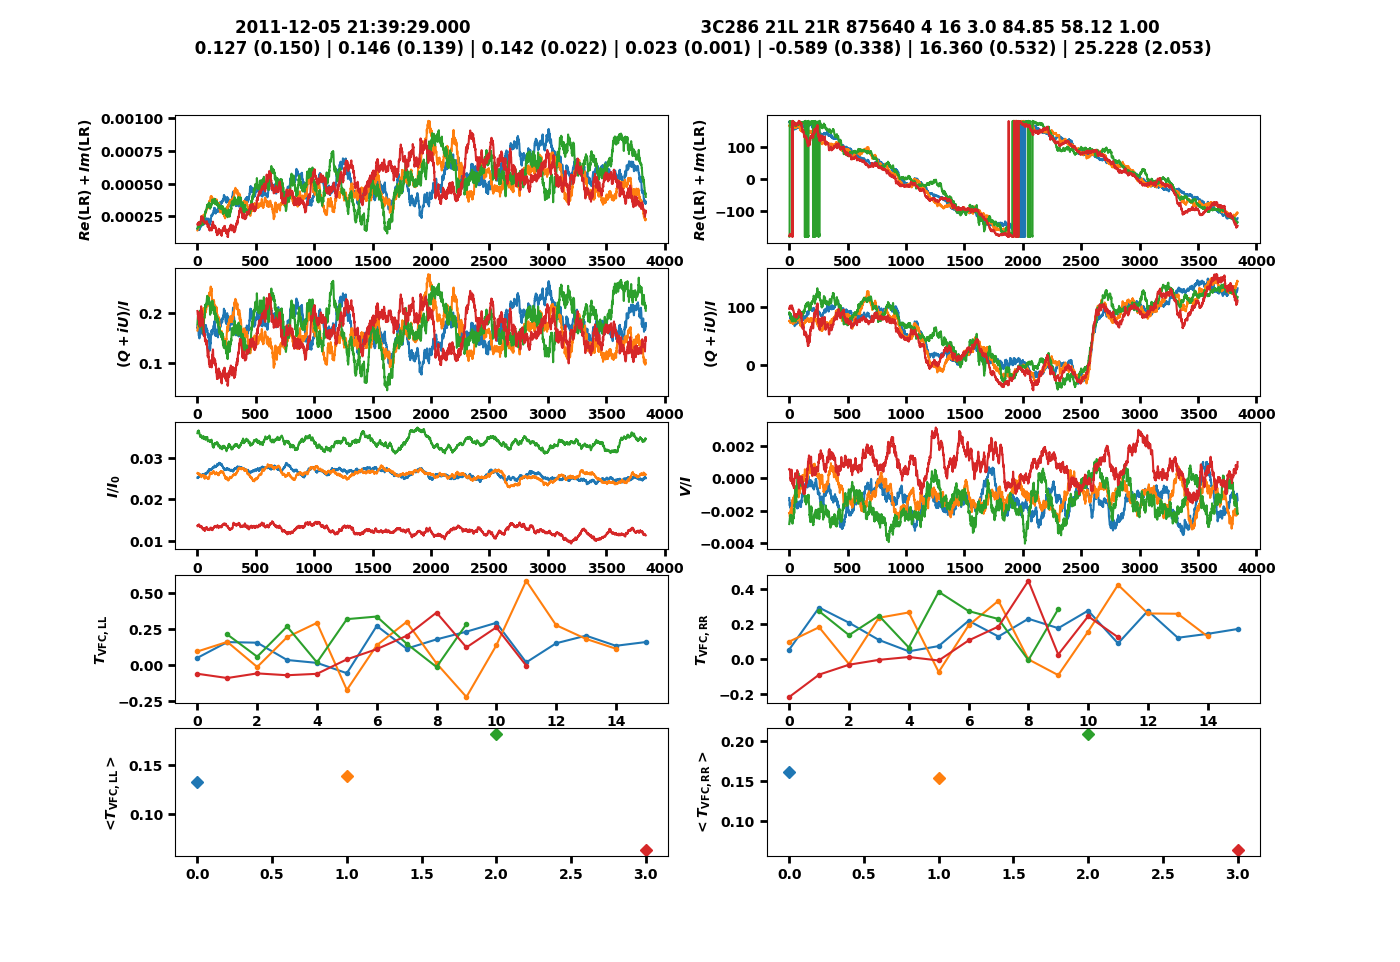 2011-12-05 21:39:29.000 3C286 21L 21R 875640 4 16 3.0 84.85 58.12 1.00
0.127 (0.150) | 0.146 (0.139) | 0.142 (0.022) | 0.023 (0.001) | -0.589 (0.338) | 16.360 (0.532) | 25.228 (2.053)
Re(LR) + Im(LR)
0.00100
0.00075
0.00050
0.00025
0 500 1000 1500 2000 2500 3000 3500 4000
Re(LR) + Im(LR)
100
0
−100
0 500 1000 1500 2000 2500 3000 3500 4000
(Q + iU)/I
0.2
0.1
0 500 1000 1500 2000 2500 3000 3500 4000
(Q + iU)/I
100
0
0 500 1000 1500 2000 2500 3000 3500 4000
I/I0
0.03
0.02
0.01
0 500 1000 1500 2000 2500 3000 3500 4000
V/I
0.002
0.000
−0.002
−0.004
0 500 1000 1500 2000 2500 3000 3500 4000
TVFC, LL
0.50
0.25
0.00
−0.25
0 2 4 6 8 10 12 14
TVFC, RR
0.4
0.2
0.0
−0.2
0 2 4 6 8 10 12 14
<TVFC, LL >
0.15
0.10
0.0 0.5 1.0 1.5 2.0 2.5 3.0
< TVFC, RR >
0.20
0.15
0.10
0.0 0.5 1.0 1.5 2.0 2.5 3.0